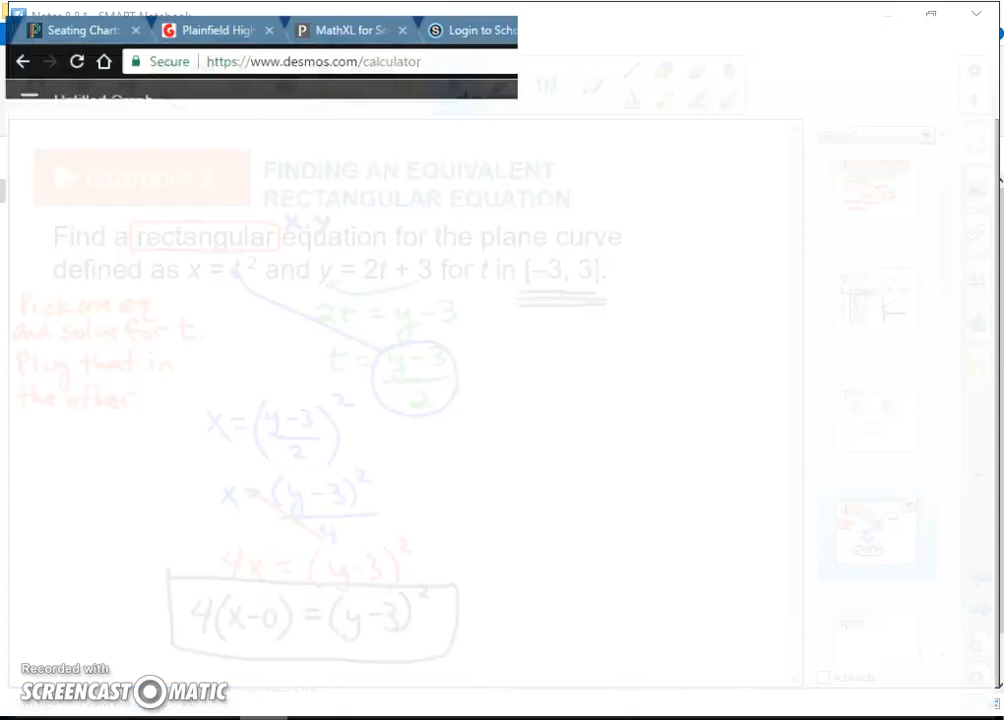 Seating Chart: × Plainfield High × MathXL for Sc × Login to Scho
Secure https://www.desmos.com/calculator
Untitled Graph
FINDING AN EQUIVALENT
RECTANGULAR EQUATION
x, y
Find a rectangular equation for the plane curve
defined as x = t² and y = 2t + 3 for t in [–3, 3].
Pick one eq
and solve for t.
Plug that in
the other
2t = y – 3
t = (y–3)/2
x = ((y–3)/2)²
x = (y–3)²/4
4x = (y–3)²
4(x–0) = (y–3)²
Recorded with
SCREENCAST MATIC